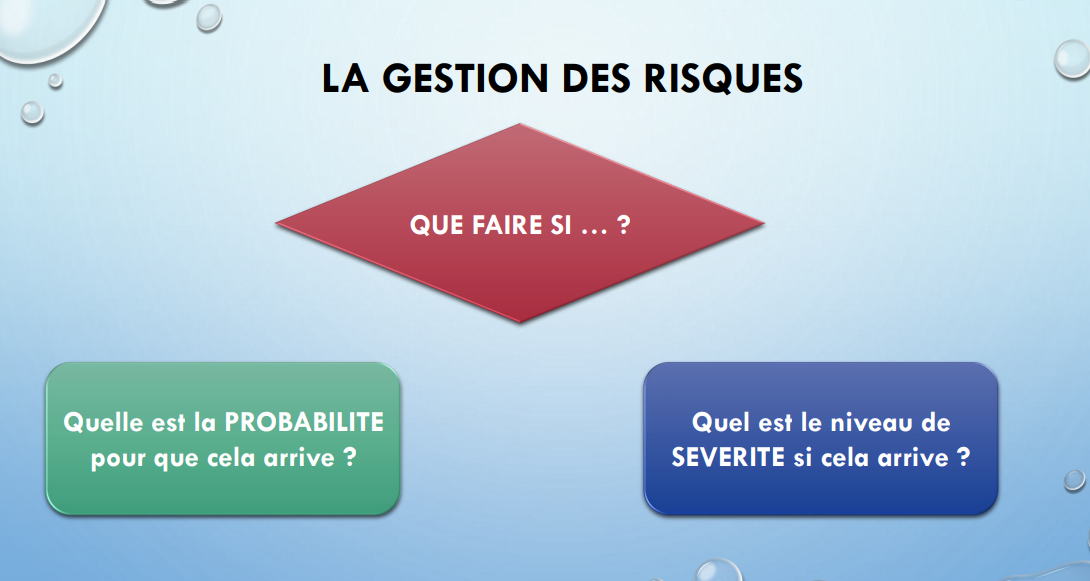 LA GESTION DES RISQUES
QUE FAIRE SI ... ?
Quelle est la PROBABILITE
pour que cela arrive ?
Quel est le niveau de
SEVERITE si cela arrive ?